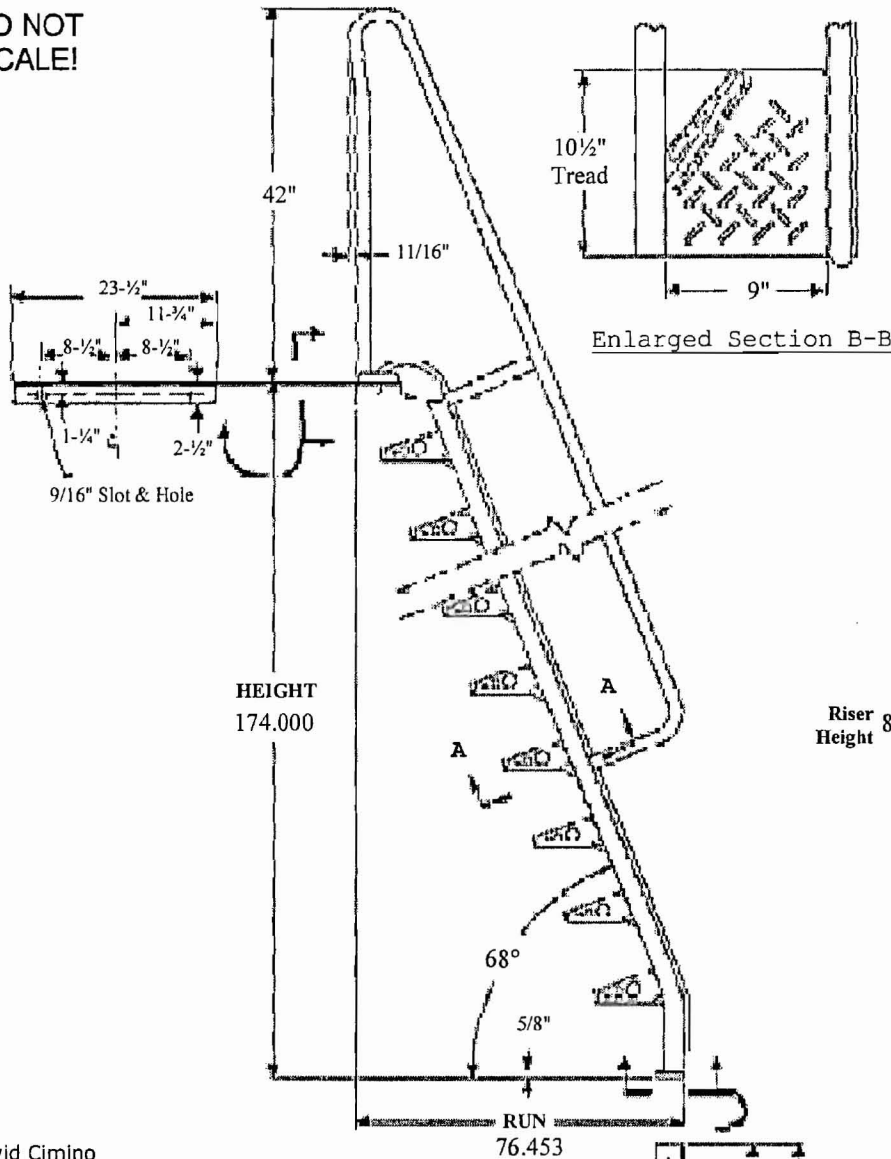 NOT
CALE!
42"
10½"
Tread
11/16"
9"
23-½"
11-¾"
8-½"
8-½"
Enlarged Section B-B
1-¼"
2-½"
9/16" Slot & Hole
HEIGHT
174.000
A
A
Riser 8
Height
68°
5/8"
RUN
76.453
Cimino